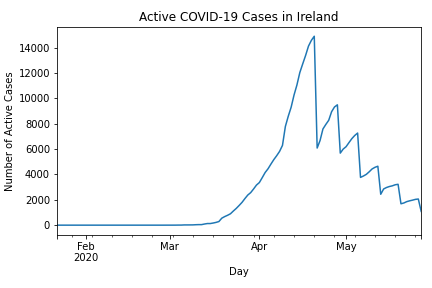 Active COVID-19 Cases in Ireland
Number of Active Cases
14000
12000
10000
8000
6000
4000
2000
0
Feb
2020
Mar
Apr
May
Day